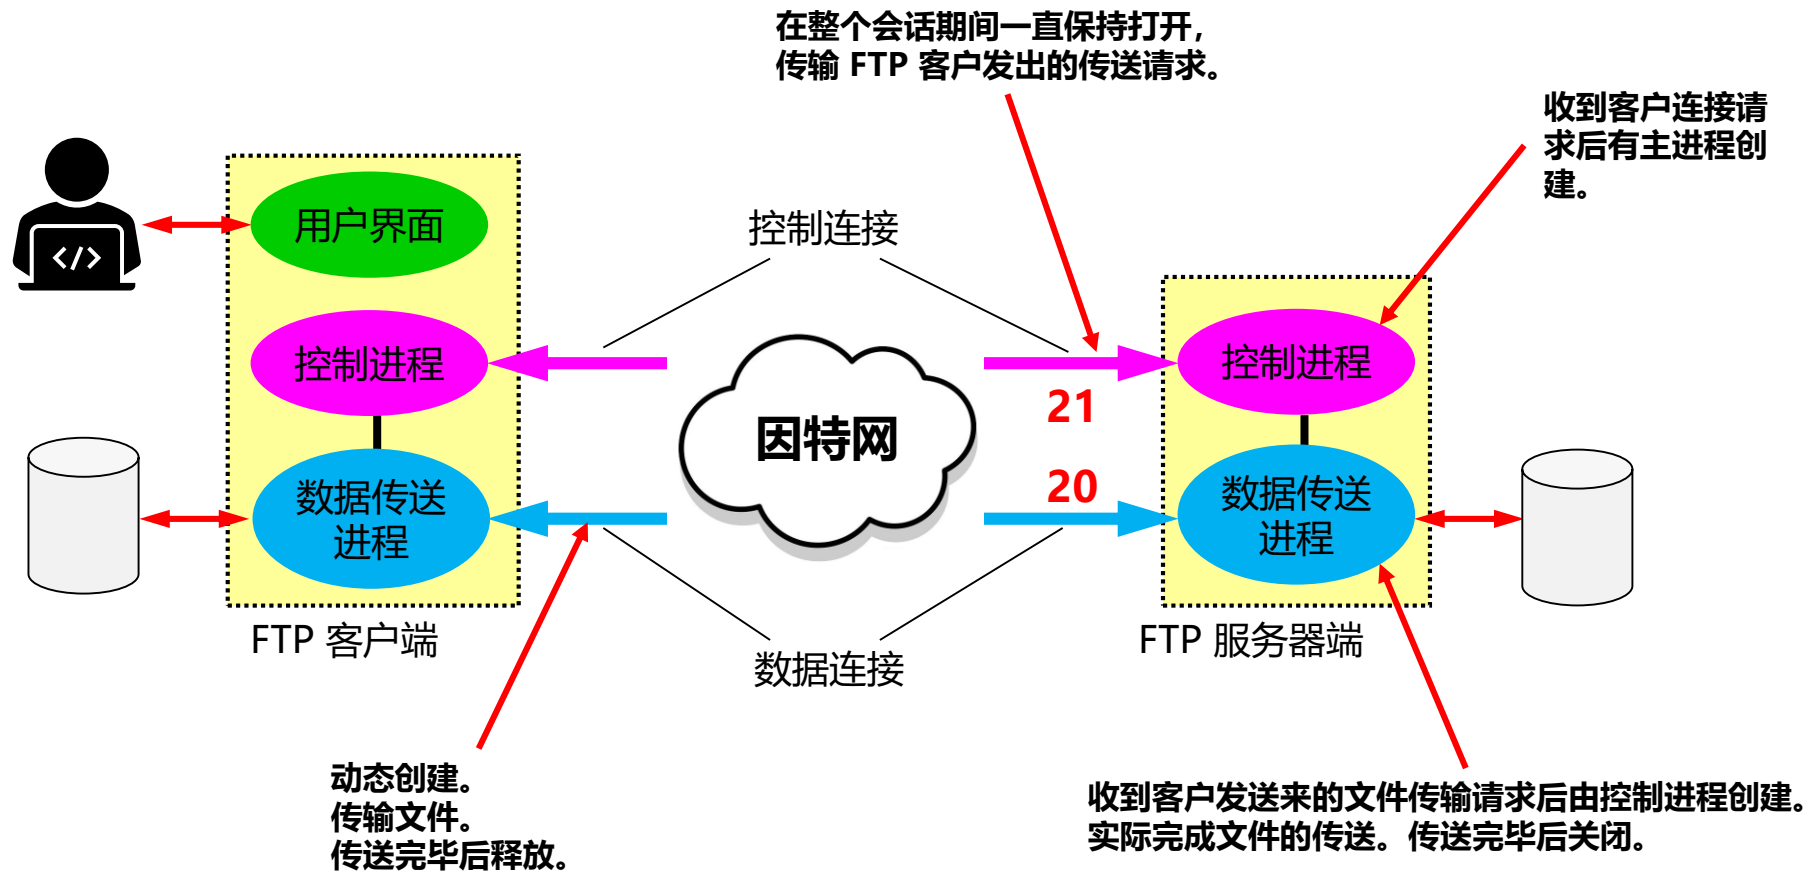 在整个会话期间一直保持打开，
传输 FTP 客户发出的传送请求。
收到客户连接请
求后有主进程创
建。
用户界面
控制连接
</>
控制进程
控制进程
21
因特网
20
数据传送
进程
数据传送
进程
FTP 客户端
FTP 服务器端
数据连接
动态创建。
传输文件。
传送完毕后释放。
收到客户发送来的文件传输请求后由控制进程创建。
实际完成文件的传送。传送完毕后关闭。